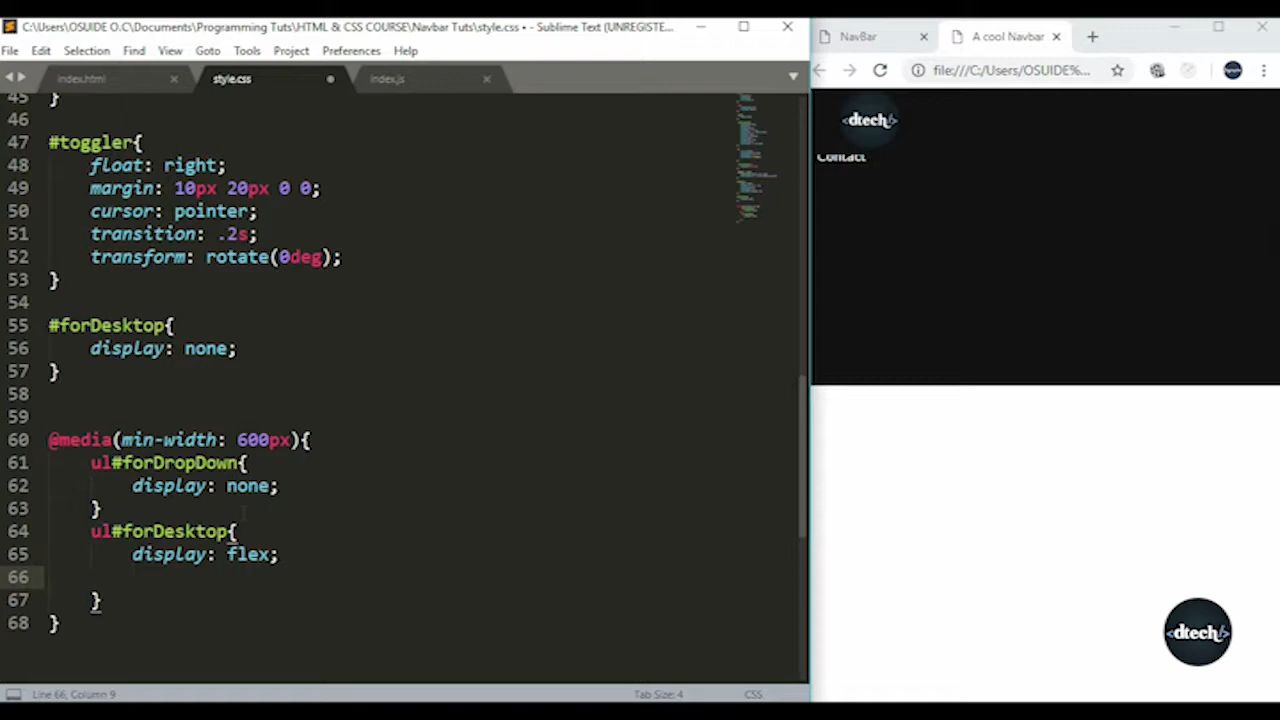 C:\Users\OSUIDE O.C\Documents\Programming Tuts\HTML & CSS COURSE\Navbar Tuts\style.css • - Sublime Text (UNREGISTE...
File Edit Selection Find View Goto Tools Project Preferences Help
index.html style.css index.js
45 }
46
47 #toggler{
48 float: right;
49 margin: 10px 20px 0 0;
50 cursor: pointer;
51 transition: .2s;
52 transform: rotate(0deg);
53 }
54
55 #forDesktop{
56 display: none;
57 }
58
59
60 @media(min-width: 600px){
61 ul#forDropDown{
62 display: none;
63 }
64 ul#forDesktop{
65 display: flex;
66
67 }
68 }
Line 66, Column 9 Tab Size: 4 CSS
NavBar A cool Navbar
file:///C:/Users/OSUIDE%...
<dtech/>
Contact
<dtech/>